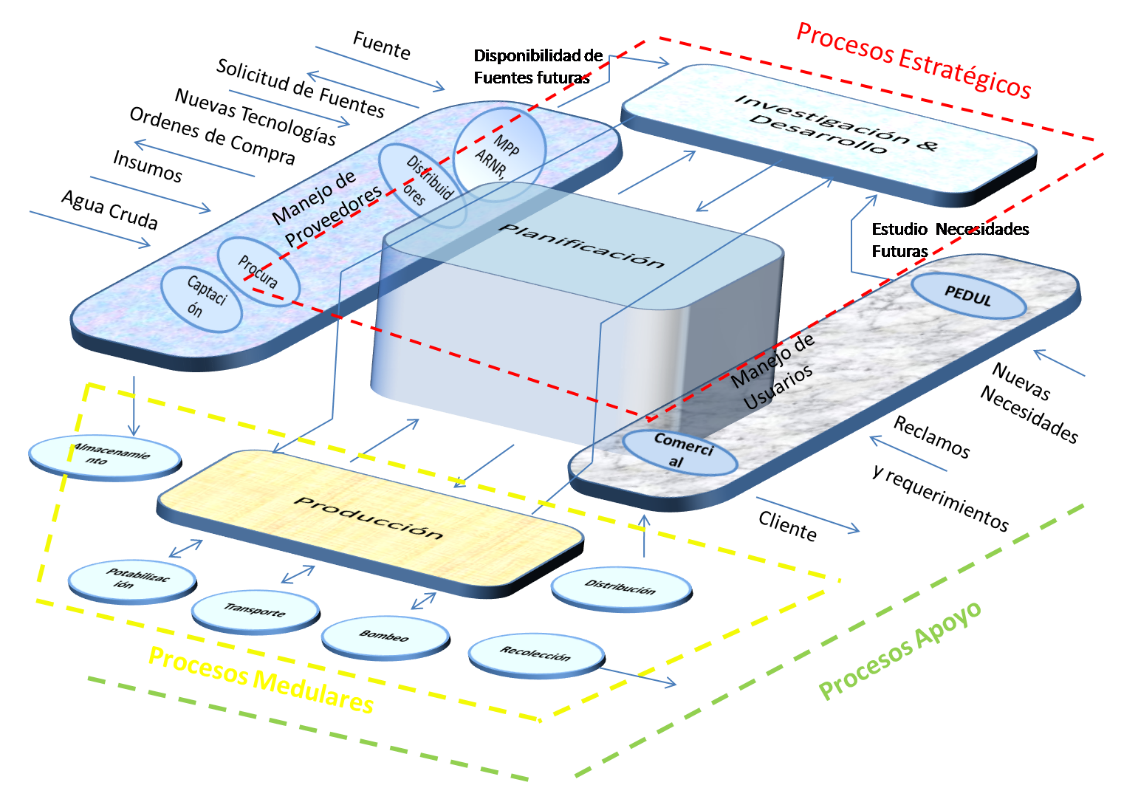 Procesos Estratégicos
Fuente
Disponibilidad de
Fuentes futuras
Solicitud de Fuentes
Nuevas Tecnologías
Ordenes de Compra
Insumos
Agua Cruda
Investigación &
Desarrollo
MPP
ARNR,
Distribuid
ores
Manejo de
Proveedores
Procura
Captaci
ón
Planificación
Estudio Necesidades
Futuras
PEDUL
Manejo de
Usuarios
Comerci
al
Nuevas
Necesidades
Reclamos
y requerimientos
Cliente
Almacenamie
nto
Producción
Potabilizac
ión
Transporte
Bombeo
Distribución
Recolección
Procesos Medulares
Procesos Apoyo